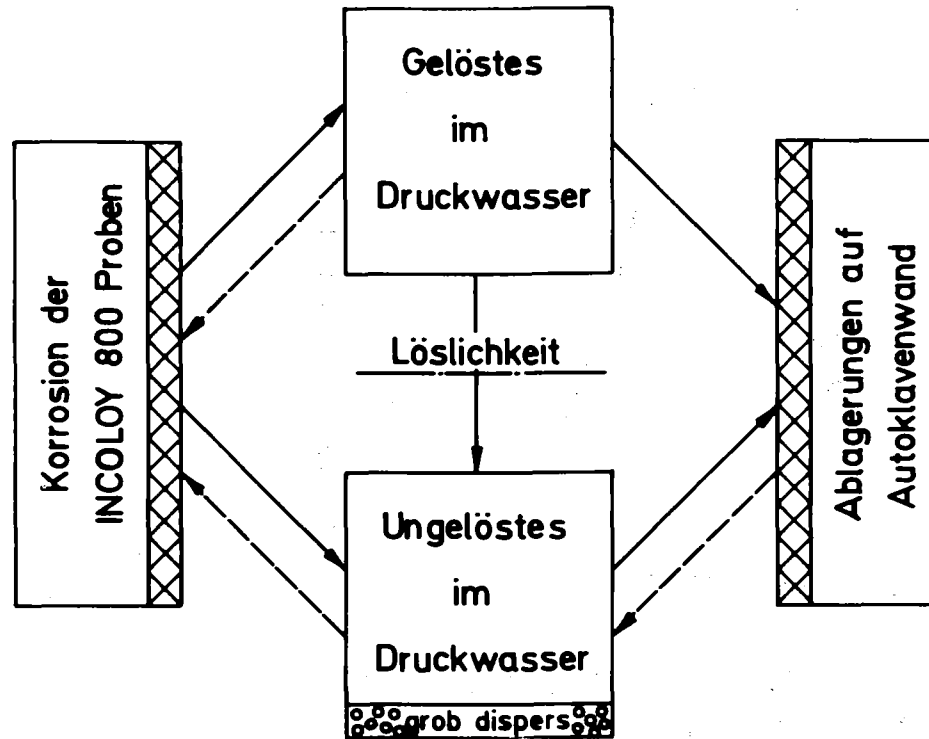 Gelöstes
im
Druckwasser
Korrosion der
INCOLOY 800 Proben
Löslichkeit
Ablagerungen auf
Autoklavenwand
Ungelöstes
im
Druckwasser
grob dispers